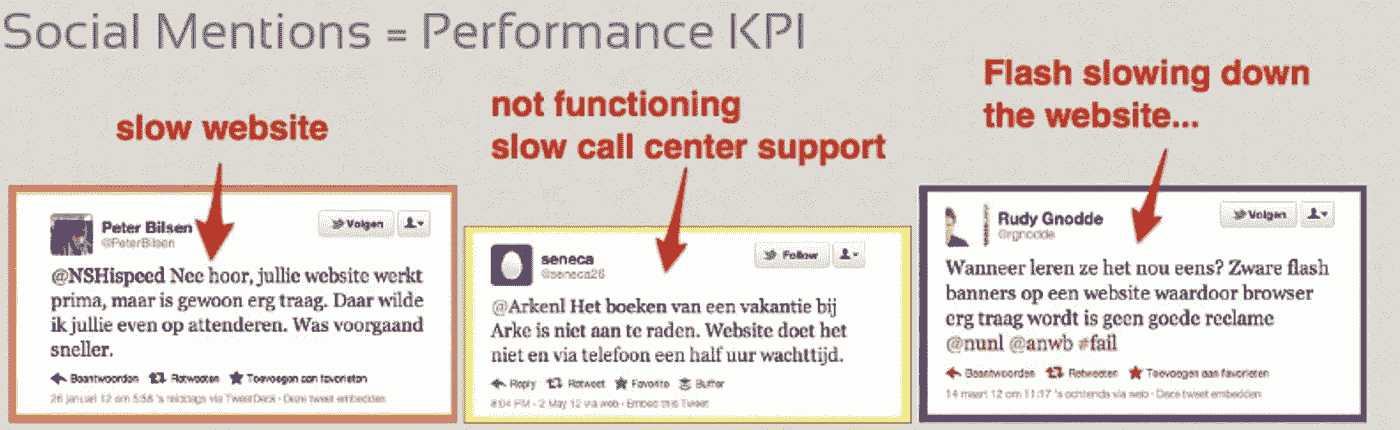 Social Mentions = Performance KPI
slow website
not functioning
slow call center support
Flash slowing down
the website...
Peter Bilsen
@PeterBilsen
Volgen
@NSHispeed Nee hoor, jullie website werkt
prima, maar is gewoon erg traag. Daar wilde
ik jullie even op attenderen. Was voorgaand
sneller.
Beantwoorden Retweeten Toevoegen aan favorieten
26 januari 12 om 5:58 's middags via TweetDeck · Deze tweet embedden
seneca
@seneca26
Follow
@Arkenl Het boeken van een vakantie bij
Arke is niet aan te raden. Website doet het
niet en via telefoon een half uur wachttijd.
Reply Retweet Favorite Buffer
8:04 PM - 2 May 12 via web · Embed this Tweet
Rudy Gnodde
@rgnodde
Volgen
Wanneer leren ze het nou eens? Zware flash
banners op een website waardoor browser
erg traag wordt is geen goede reclame
@nunl @anwb #fail
Beantwoorden Retweeten Toevoegen aan favorieten
14 maart 12 om 11:17 's ochtends via web · Deze tweet embedden